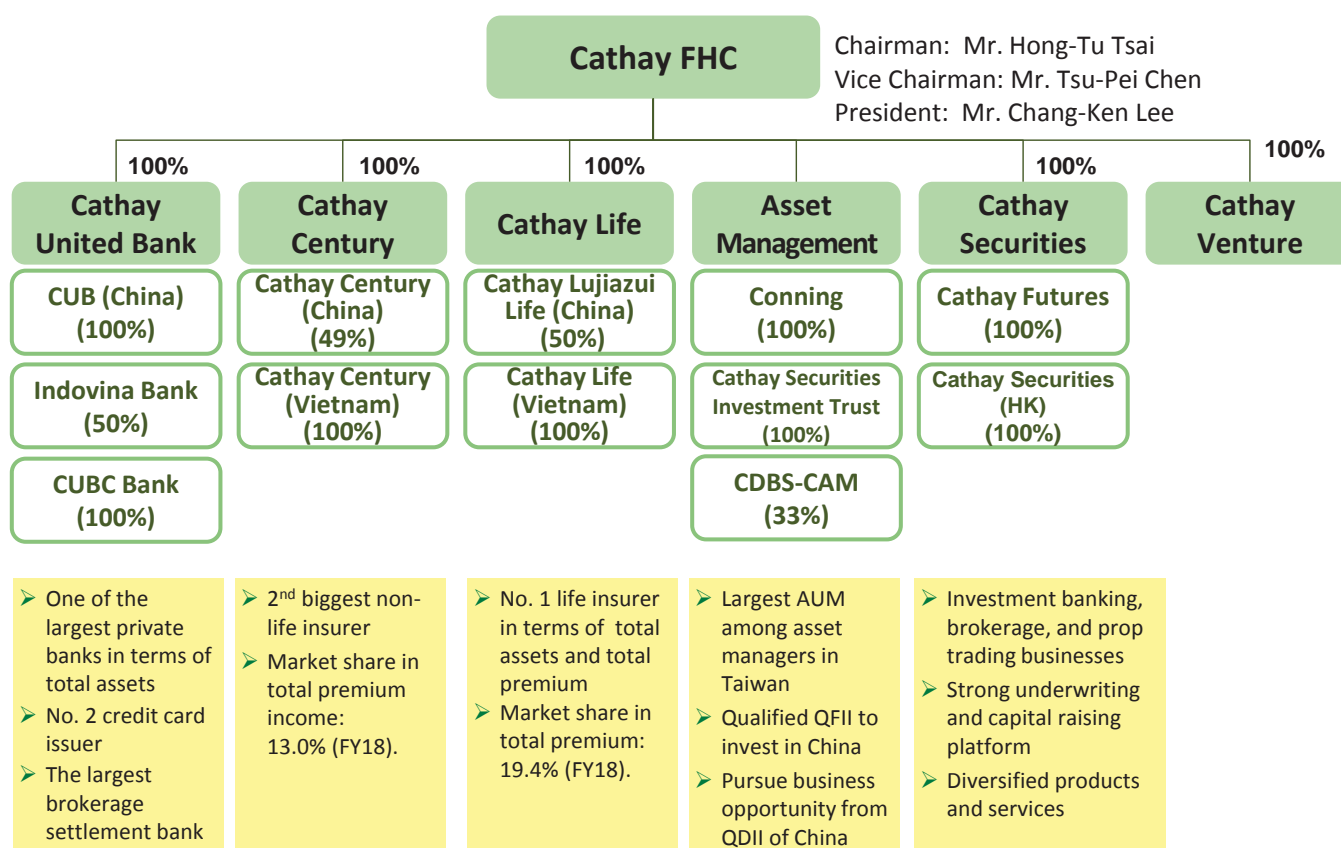 Cathay FHC
Chairman: Mr. Hong-Tu Tsai
Vice Chairman: Mr. Tsu-Pei Chen
President: Mr. Chang-Ken Lee
100%
100%
100%
100%
100%
Cathay
United Bank
Cathay
Century
Cathay Life
Asset
Management
Cathay
Securities
Cathay
Venture
CUB (China)
(100%)
Indovina Bank
(50%)
CUBC Bank
(100%)
Cathay Century
(China)
(49%)
Cathay Century
(Vietnam)
(100%)
Cathay Lujiazui
Life (China)
(50%)
Cathay Life
(Vietnam)
(100%)
Conning
(100%)
Cathay Securities
Investment Trust
(100%)
CDBS-CAM
(33%)
Cathay Futures
(100%)
Cathay Securities
(HK)
(100%)
➢ One of the
largest private
banks in terms of
total assets
➢ No. 2 credit card
issuer
➢ The largest
brokerage
settlement bank
➢ 2nd biggest non-
life insurer
➢ Market share in
total premium
income:
13.0% (FY18).
➢ No. 1 life insurer
in terms of total
assets and total
premium
➢ Market share in
total premium:
19.4% (FY18).
➢ Largest AUM
among asset
managers in
Taiwan
➢ Qualified QFII to
invest in China
➢ Pursue business
opportunity from
QDII of China
➢ Investment banking,
brokerage, and prop
trading businesses
➢ Strong underwriting
and capital raising
platform
➢ Diversified products
and services